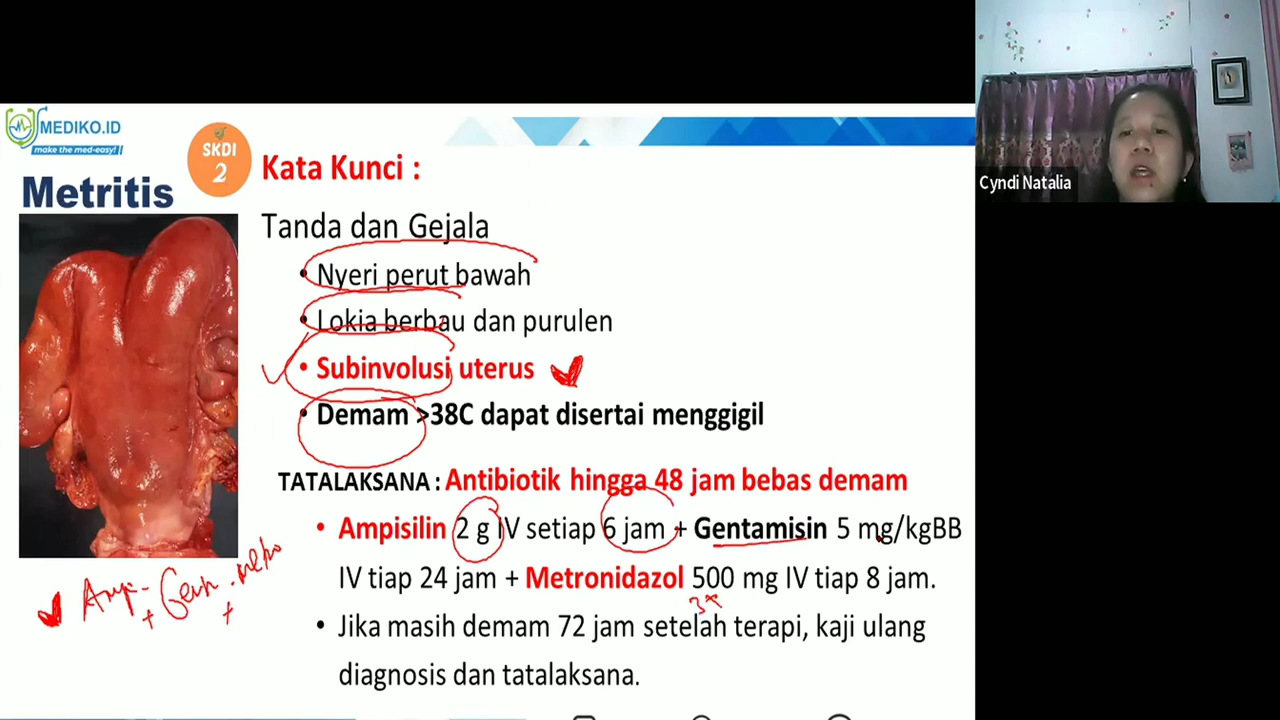 MEDIKO.ID
make the med-easy!
SKDI
2
Metritis
Kata Kunci :
Tanda dan Gejala
• Nyeri perut bawah
• Lokia berbau dan purulen
• Subinvolusi uterus
• Demam >38C dapat disertai menggigil
TATALAKSANA : Antibiotik hingga 48 jam bebas demam
• Ampisilin 2 g IV setiap 6 jam + Gentamisin 5 mg/kgBB
IV tiap 24 jam + Metronidazol 500 mg IV tiap 8 jam.
3x
• Jika masih demam 72 jam setelah terapi, kaji ulang
diagnosis dan tatalaksana.
Cyndi Natalia